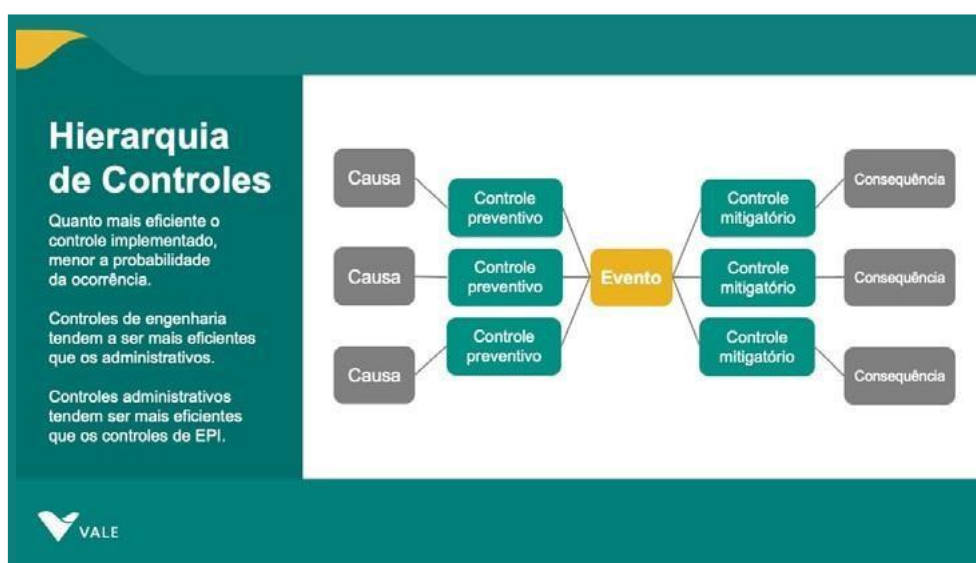 Hierarquia
de Controles
Quanto mais eficiente o
controle implementado,
menor a probabilidade
da ocorrência.
Controles de engenharia
tendem a ser mais eficientes
que os administrativos.
Controles administrativos
tendem ser mais eficientes
que os controles de EPI.
Causa
Causa
Causa
Controle
preventivo
Controle
preventivo
Controle
preventivo
Evento
Controle
mitigatório
Controle
mitigatório
Controle
mitigatório
Consequência
Consequência
Consequência
VALE